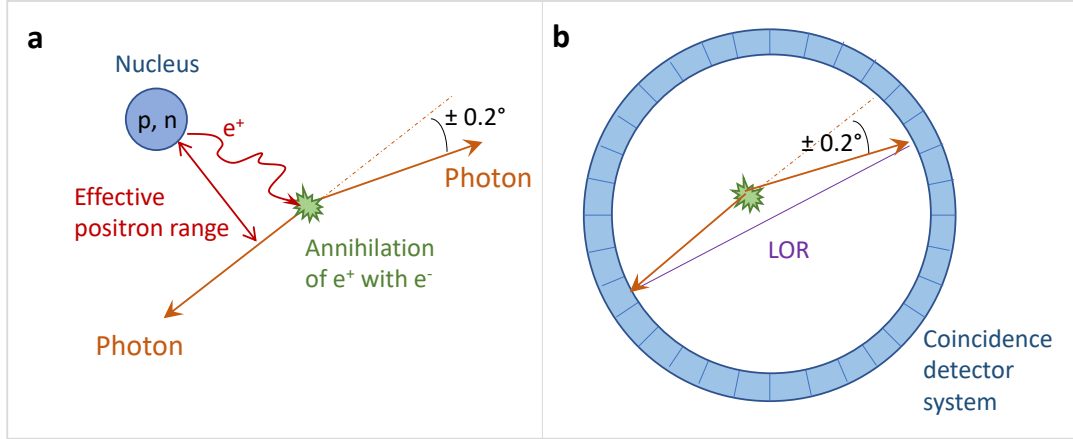 a
Nucleus
p, n
e⁺
± 0.2°
Photon
Effective
positron range
Annihilation
of e⁺ with e⁻
Photon
b
± 0.2°
LOR
Coincidence
detector
system